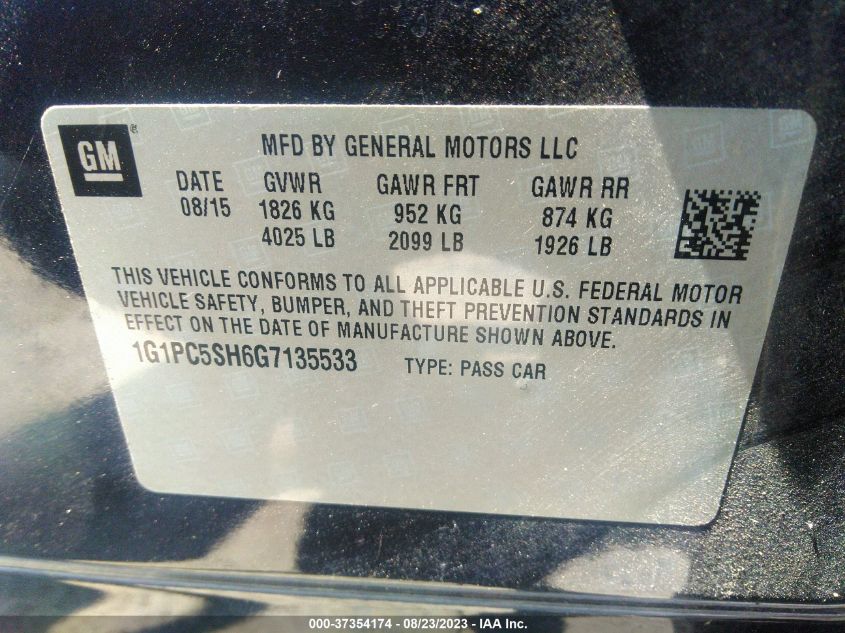 GM ®
MFD BY GENERAL MOTORS LLC
DATE GVWR GAWR FRT GAWR RR
08/15 1826 KG 952 KG 874 KG
4025 LB 2099 LB 1926 LB
THIS VEHICLE CONFORMS TO ALL APPLICABLE U.S. FEDERAL MOTOR
VEHICLE SAFETY, BUMPER, AND THEFT PREVENTION STANDARDS IN
EFFECT ON THE DATE OF MANUFACTURE SHOWN ABOVE.
1G1PC5SH6G7135533 TYPE: PASS CAR
000-37354174 - 08/23/2023 - © IAA Inc.